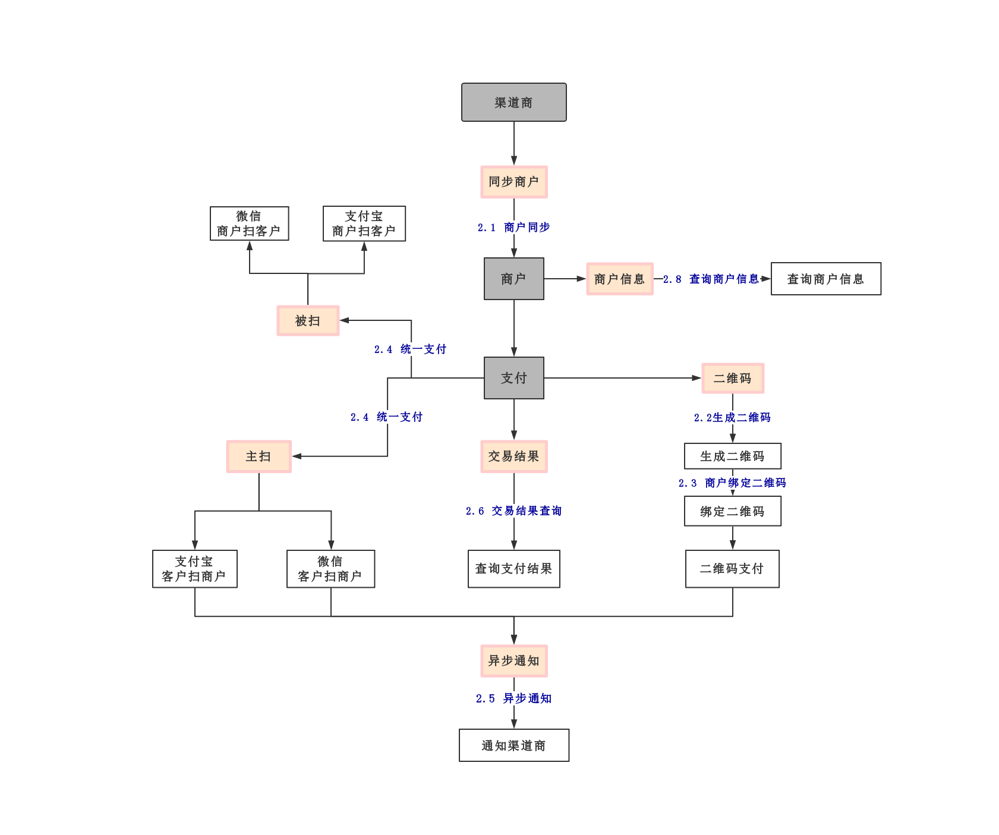 渠道商
同步商户
2.1 商户同步
微信
商户扫客户
支付宝
商户扫客户
商户
商户信息
2.8 查询商户信息
查询商户信息
被扫
2.4 统一支付
支付
二维码
2.4 统一支付
2.2生成二维码
主扫
交易结果
生成二维码
2.3 商户绑定二维码
2.6 交易结果查询
绑定二维码
支付宝
客户扫商户
微信
客户扫商户
查询支付结果
二维码支付
异步通知
2.5 异步通知
通知渠道商